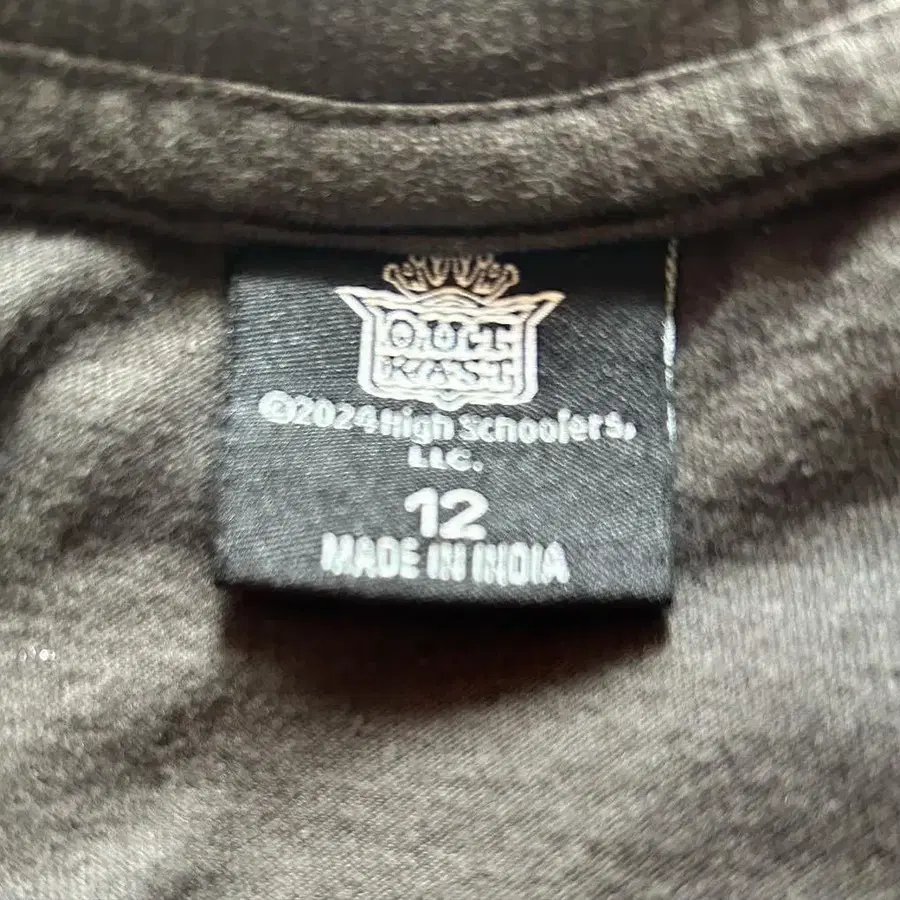 OUT
KAST
©2024 High Schoolers,
LLC.
12
MADE IN INDIA